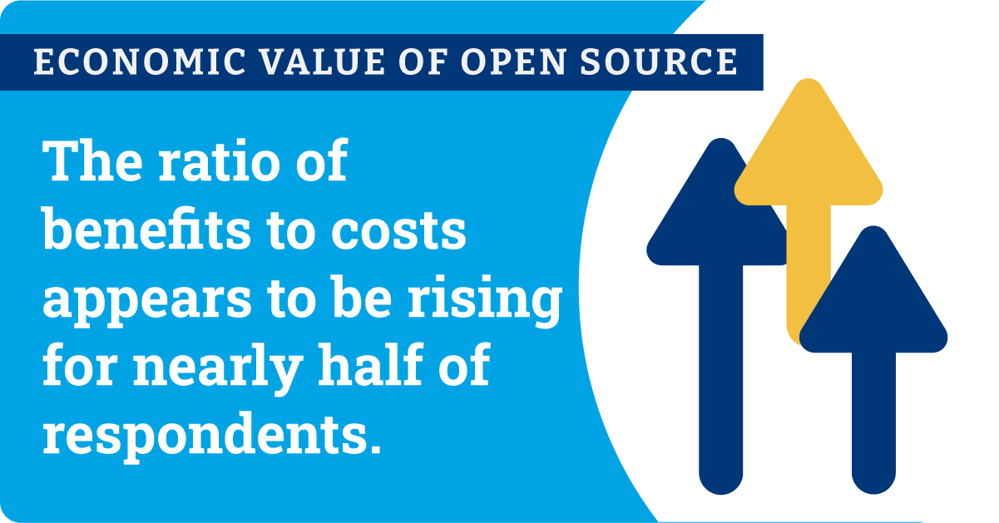 ECONOMIC VALUE OF OPEN SOURCE
The ratio of
benefits to costs
appears to be rising
for nearly half of
respondents.